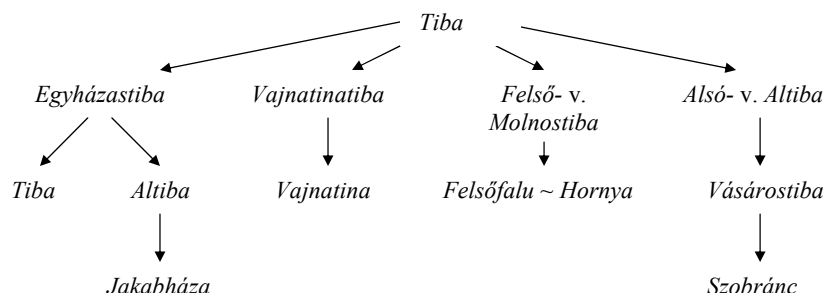 Tiba
Egyházastiba Vajnatinatiba Felső- v. Alsó- v. Altiba
Molnostiba
Tiba Altiba Vajnatina Felsőfalu ~ Hornya Vásárostiba
Jakabháza Szobránc